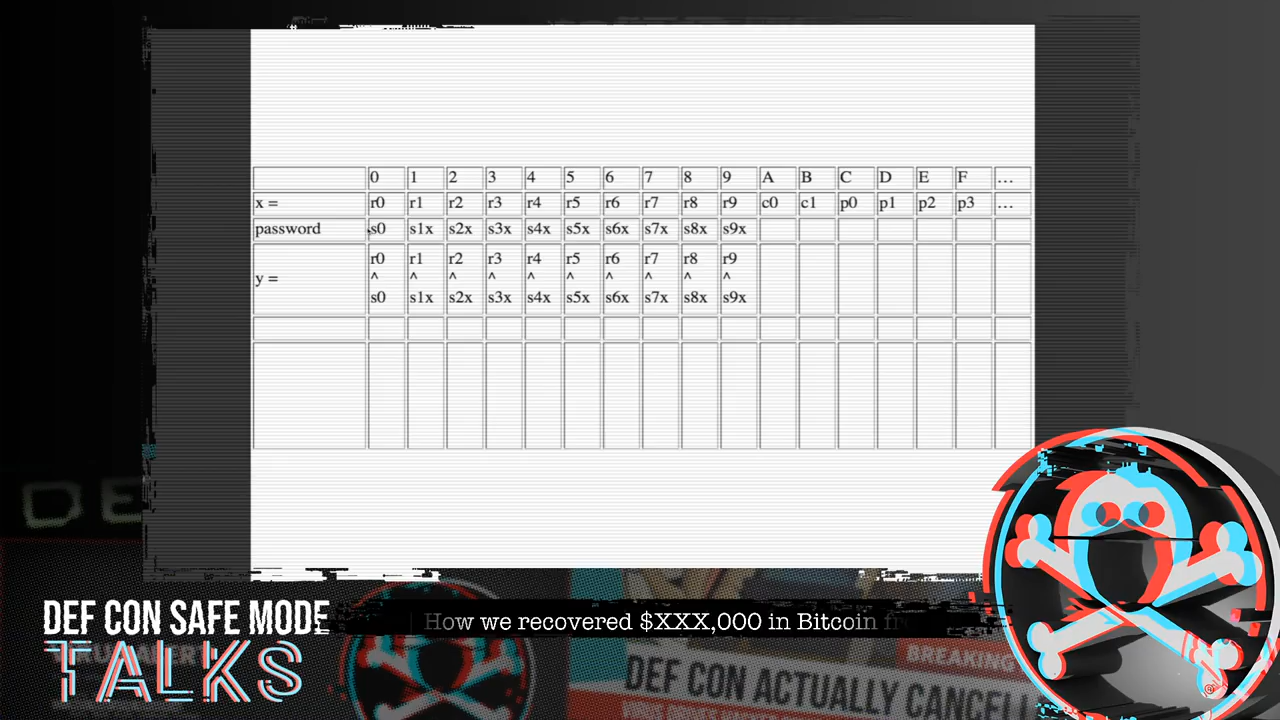 0 1 2 3 4 5 6 7 8 9 A B C D E F ...
x = r0 r1 r2 r3 r4 r5 r6 r7 r8 r9 c0 c1 p0 p1 p2 p3 ...
password s0 s1x s2x s3x s4x s5x s6x s7x s8x s9x
r0 r1 r2 r3 r4 r5 r6 r7 r8 r9
y = ^ ^ ^ ^ ^ ^ ^ ^ ^ ^
s0 s1x s2x s3x s4x s5x s6x s7x s8x s9x
DEF CON SAFE MODE
TALKS
How we recovered $XXX,000 in Bitcoin
BREAKING
DEF CON ACTUALLY CANCELL